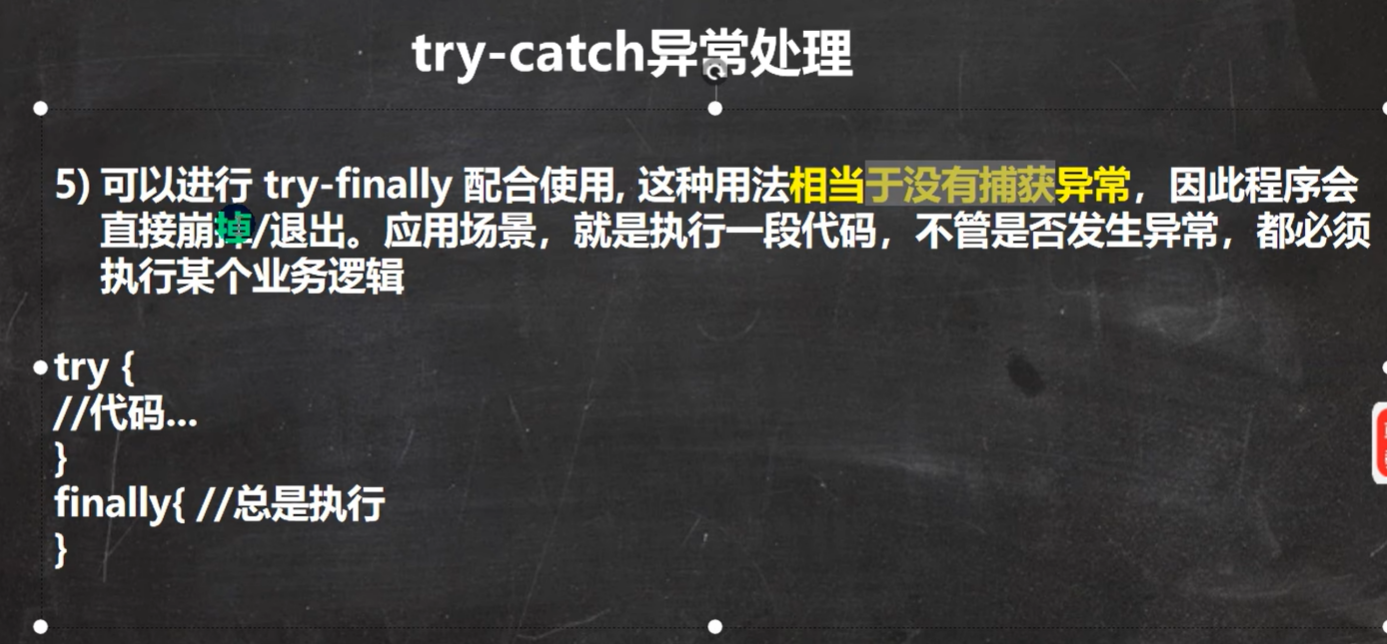 try-catch异常处理
5) 可以进行 try-finally 配合使用, 这种用法相当于没有捕获异常，因此程序会
直接崩掉/退出。应用场景，就是执行一段代码，不管是否发生异常，都必须
执行某个业务逻辑
try {
//代码...
}
finally{ //总是执行
}